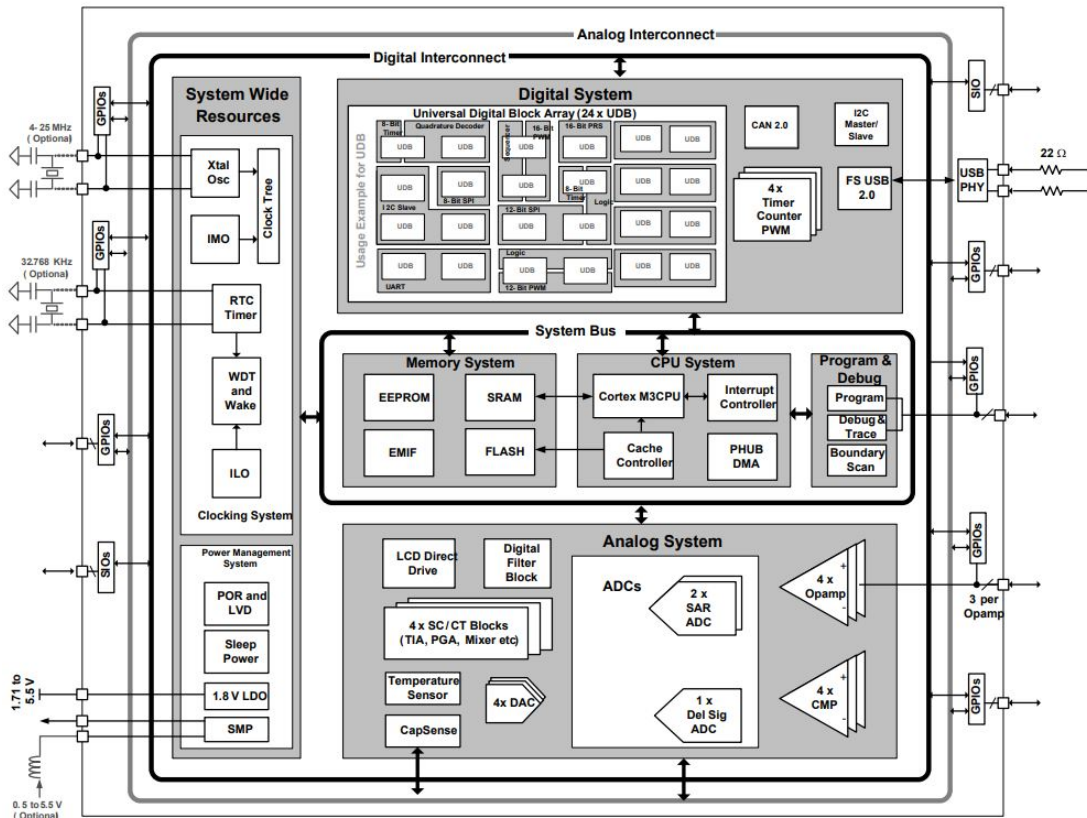 Analog Interconnect
Digital Interconnect
4- 25 MHz
( Optional)
GPIOs
System Wide
Resources
Xtal
Osc
Clock Tree
IMO
32.768 KHz
( Optional)
GPIOs
RTC
Timer
WDT
and
Wake
ILO
Clocking System
GPIOs
SIOs
Power Management
System
POR and
LVD
Sleep
Power
1.8 V LDO
SMP
1.71 to
5.5 V
0. 5 to 5.5 V
( Optional)
Digital System
Universal Digital Block Array (24 x UDB)
Usage Example for UDB
8- Bit
Timer
Quadrature Decoder
Sequencer
16- Bit
PWM
16- Bit PRS
UDB
UDB
UDB
UDB
UDB
UDB
UDB
UDB
UDB
UDB
UDB
UDB
I2C Slave
8- Bit SPI
8- Bit
Timer
Logic
12- Bit SPI
UDB
UDB
UDB
UDB
UDB
UDB
Logic
UDB
UDB
UDB
UDB
UDB
UDB
UART
12- Bit PWM
CAN 2.0
I2C
Master/
Slave
4 x
Timer
Counter
PWM
FS USB
2.0
SIO
USB
PHY
22 Ω
GPIOs
System Bus
Memory System
EEPROM
SRAM
EMIF
FLASH
CPU System
Cortex M3CPU
Interrupt
Controller
Cache
Controller
PHUB
DMA
Program &
Debug
Program
Debug &
Trace
Boundary
Scan
GPIOs
Analog System
LCD Direct
Drive
Digital
Filter
Block
4 x SC/ CT Blocks
(TIA, PGA, Mixer etc)
Temperature
Sensor
4x DAC
CapSense
ADCs
2 x
SAR
ADC
1 x
Del Sig
ADC
+
4 x
Opamp
-
+
4 x
CMP
-
GPIOs
3 per
Opamp
GPIOs